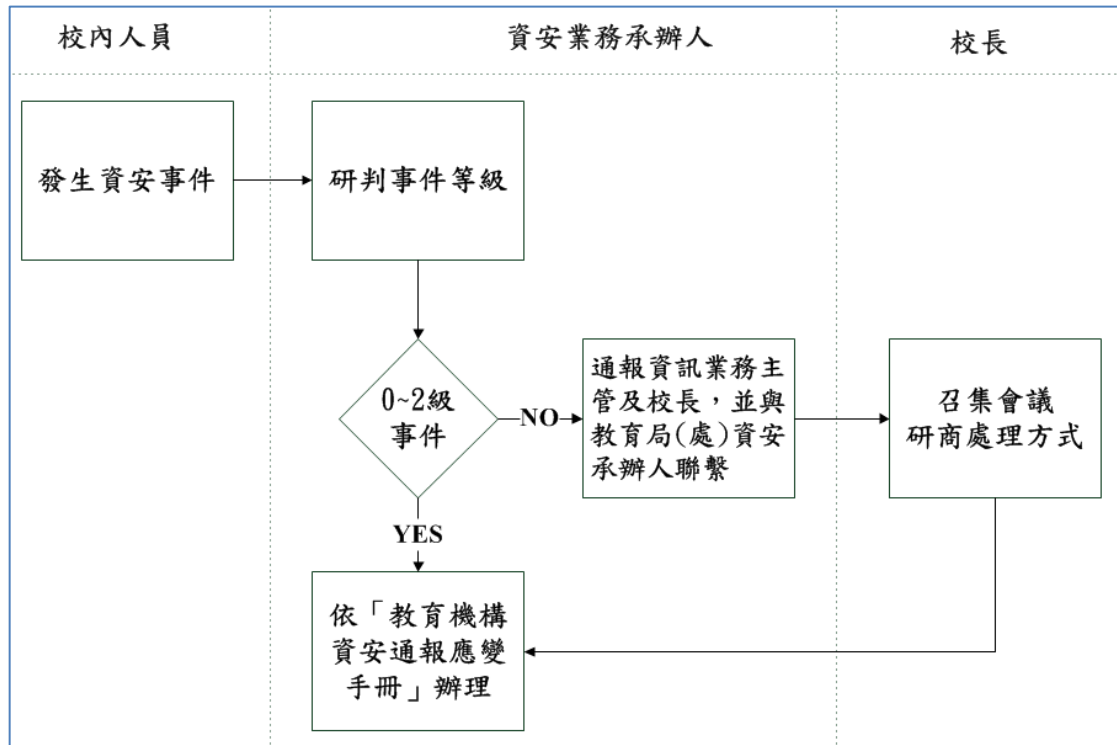 校內人員
資安業務承辦人
校長
發生資安事件
研判事件等級
0~2級
事件
NO
通報資訊業務主
管及校長，並與
教育局(處)資安
承辦人聯繫
召集會議
研商處理方式
YES
依「教育機構
資安通報應變
手冊」辦理